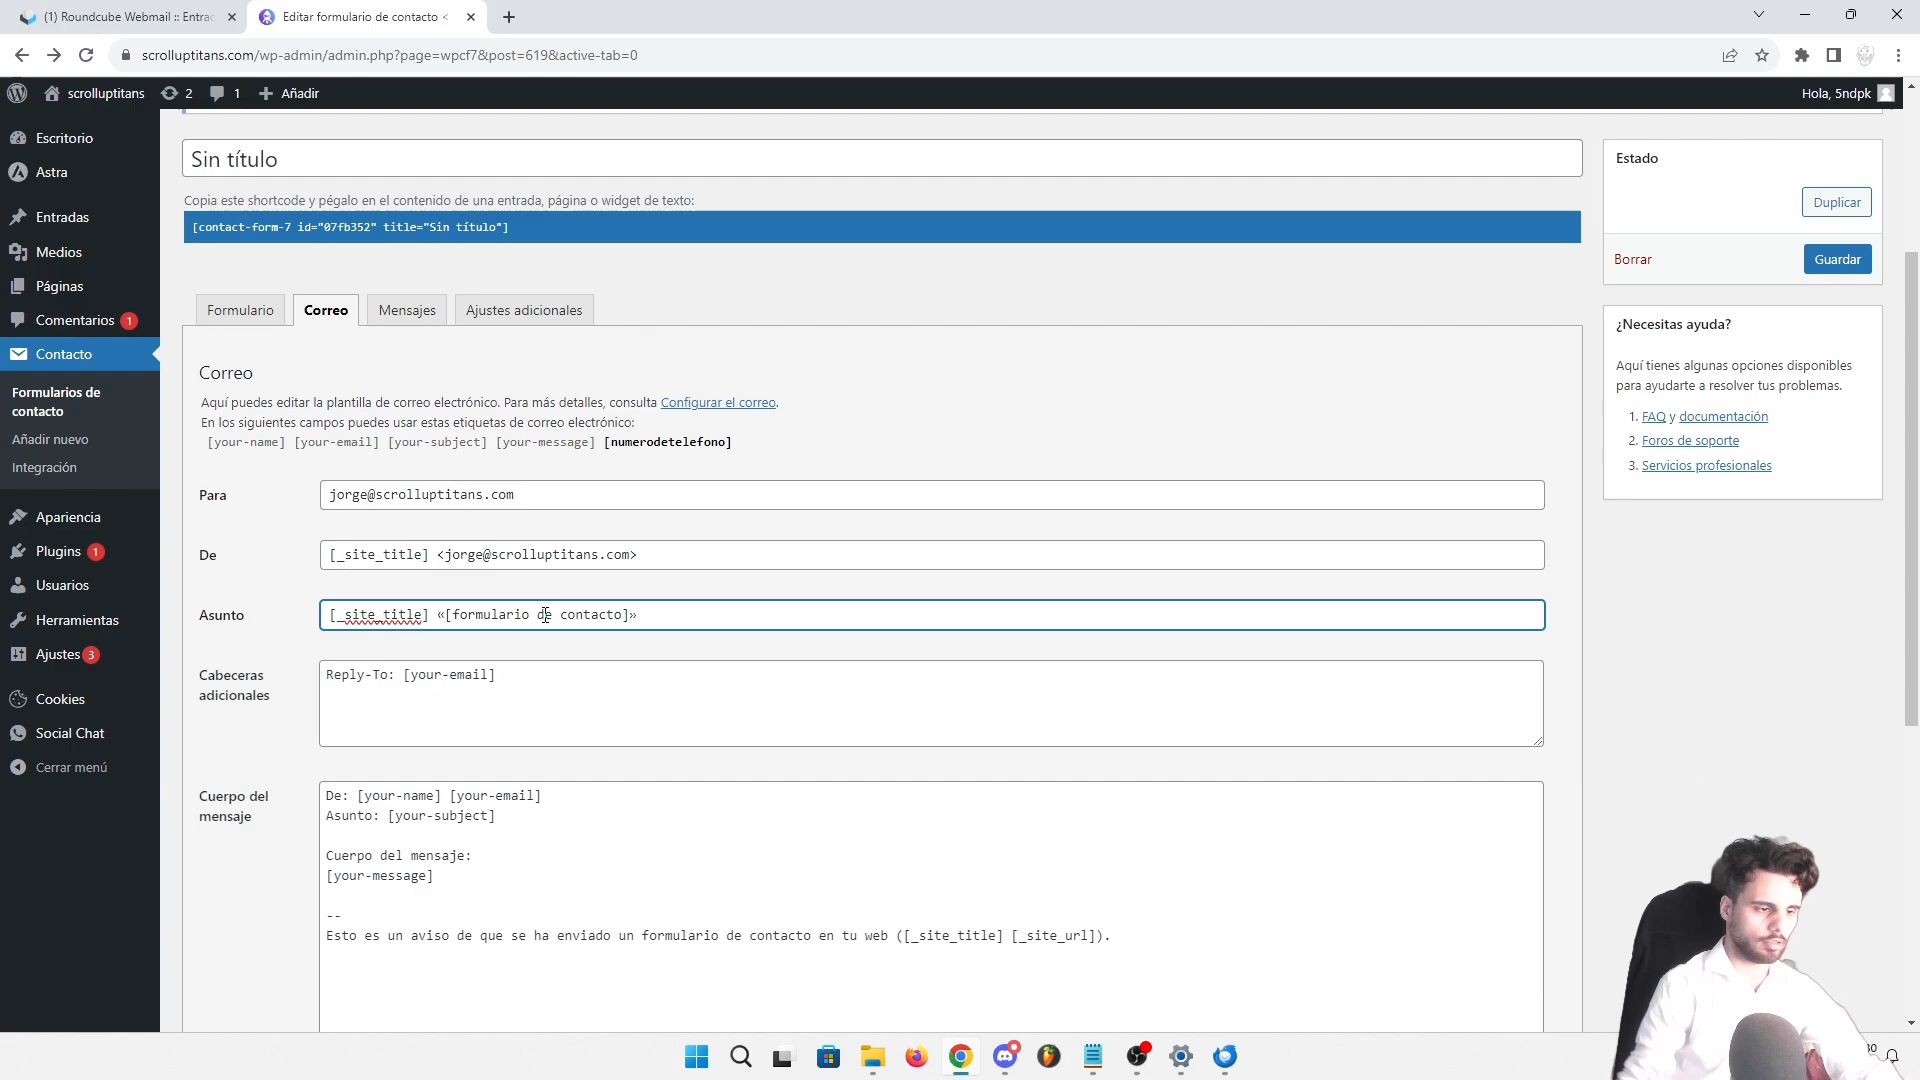 (1) Roundcube Webmail :: Entra
Editar formulario de contacto <
scrolluptitans.com/wp-admin/admin.php?page=wpcf7&post=619&active-tab=0
scrolluptitans
2
1
Añadir
Hola, 5ndpk
Escritorio
Astra
Entradas
Medios
Páginas
Comentarios 1
Contacto
Formularios de
contacto
Añadir nuevo
Integración
Apariencia
Plugins 1
Usuarios
Herramientas
Ajustes 3
Cookies
Social Chat
Cerrar menú
Sin título
Copia este shortcode y pégalo en el contenido de una entrada, página o widget de texto:
[contact-form-7 id="07fb352" title="Sin título"]
Formulario
Correo
Mensajes
Ajustes adicionales
Correo
Aquí puedes editar la plantilla de correo electrónico. Para más detalles, consulta Configurar el correo.
En los siguientes campos puedes usar estas etiquetas de correo electrónico:
[your-name] [your-email] [your-subject] [your-message] [numerodetelefono]
Para
jorge@scrolluptitans.com
De
[_site_title] <jorge@scrolluptitans.com>
Asunto
[_site_title] «[formulario de contacto]»
Cabeceras
adicionales
Reply-To: [your-email]
Cuerpo del
mensaje
De: [your-name] [your-email]
Asunto: [your-subject]
Cuerpo del mensaje:
[your-message]
--
Esto es un aviso de que se ha enviado un formulario de contacto en tu web ([_site_title] [_site_url]).
Estado
Duplicar
Borrar
Guardar
¿Necesitas ayuda?
Aquí tienes algunas opciones disponibles
para ayudarte a resolver tus problemas.
1. FAQ y documentación
2. Foros de soporte
3. Servicios profesionales